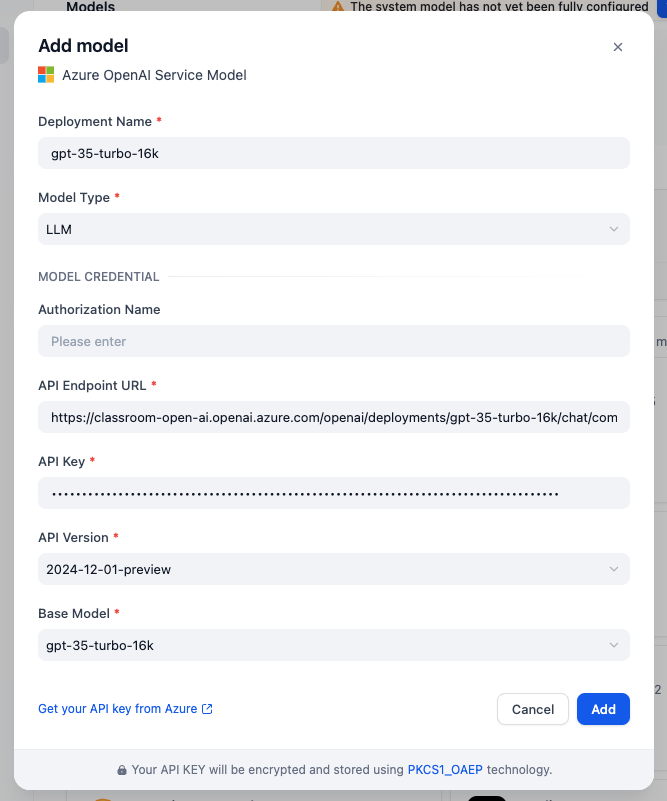 Models
The system model has not yet been fully configured
Add model
Azure OpenAI Service Model
Deployment Name *
gpt-35-turbo-16k
Model Type *
LLM
MODEL CREDENTIAL
Authorization Name
Please enter
API Endpoint URL *
https://classroom-open-ai.openai.azure.com/openai/deployments/gpt-35-turbo-16k/chat/com
API Key *
API Version *
2024-12-01-preview
Base Model *
gpt-35-turbo-16k
Get your API key from Azure
Cancel
Add
Your API KEY will be encrypted and stored using PKCS1_OAEP technology.